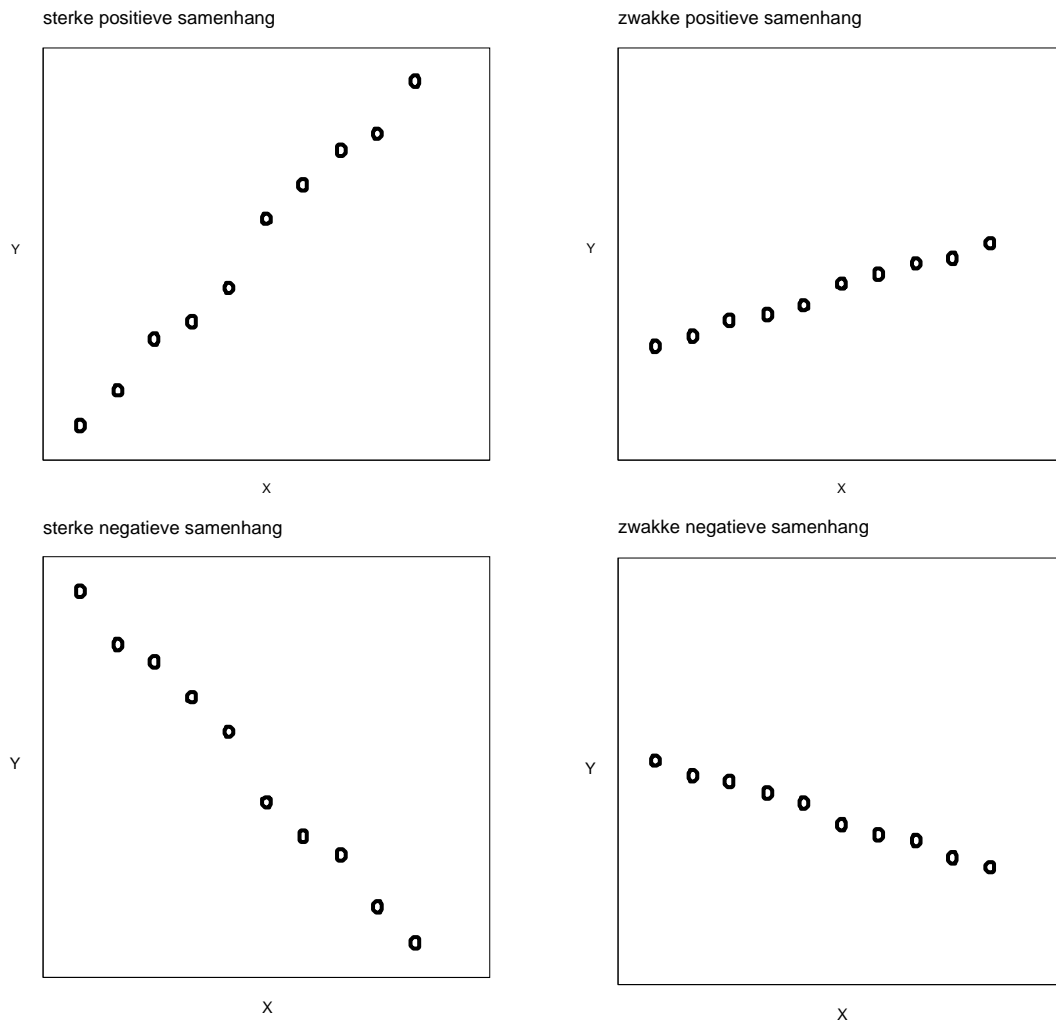 sterke positieve samenhang
Y
X
zwakke positieve samenhang
Y
X
sterke negatieve samenhang
Y
X
zwakke negatieve samenhang
Y
X